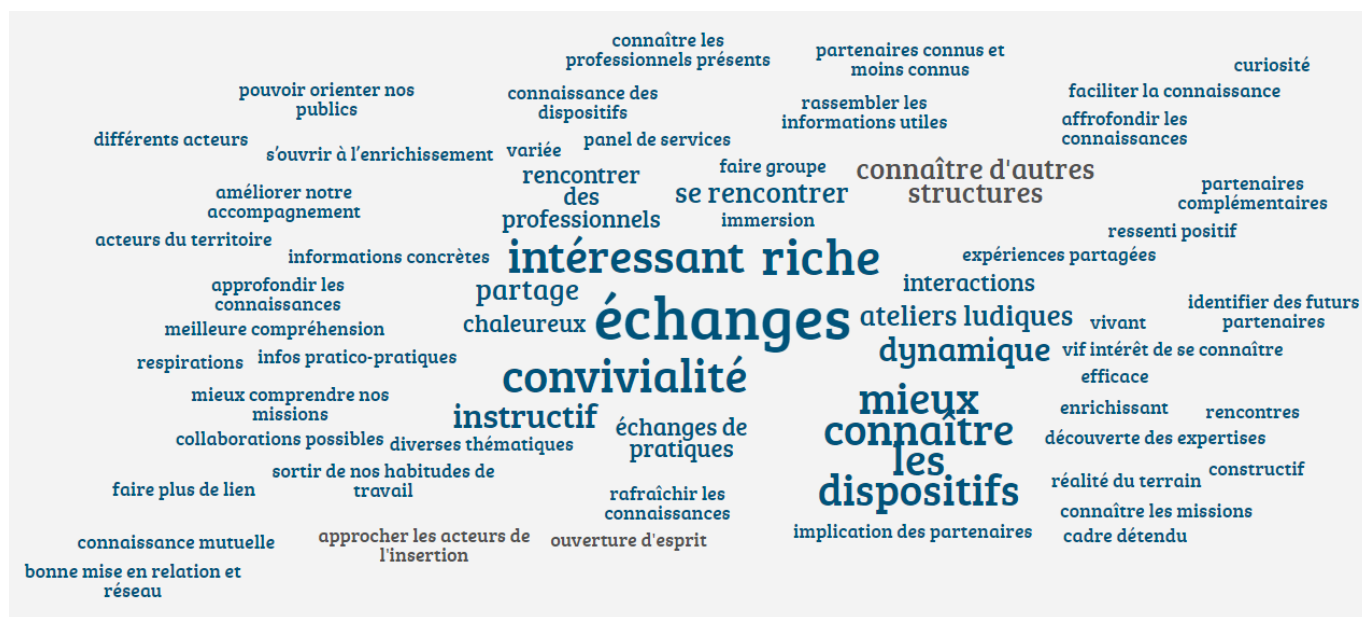 connaître les
professionnels présents
partenaires connus et
moins connus
curiosité
pouvoir orienter nos
publics
connaissance des
dispositifs
rassembler les
informations utiles
faciliter la connaissance
affrofondir les
connaissances
différents acteurs
s'ouvrir à l’enrichissement
variée
panel de services
faire groupe
connaître d'autres
structures
rencontrer
des
professionnels
se rencontrer
améliorer notre
accompagnement
immersion
partenaires
complémentaires
acteurs du territoire
informations concrètes
intéressant
riche
ressenti positif
expériences partagées
approfondir les
connaissances
partage
interactions
identifier des futurs
partenaires
meilleure compréhension
chaleureux
échanges
ateliers ludiques
vivant
respirations
infos pratico-pratiques
dynamique
vif intérêt de se connaître
convivialité
efficace
mieux comprendre nos
missions
instructif
échanges de
pratiques
mieux
connaître
les
dispositifs
enrichissant
rencontres
collaborations possibles
diverses thématiques
découverte des expertises
sortir de nos habitudes de
travail
constructif
faire plus de lien
rafraîchir les
connaissances
réalité du terrain
connaître les missions
connaissance mutuelle
approcher les acteurs de
l'insertion
ouverture d'esprit
implication des partenaires
cadre détendu
bonne mise en relation et
réseau